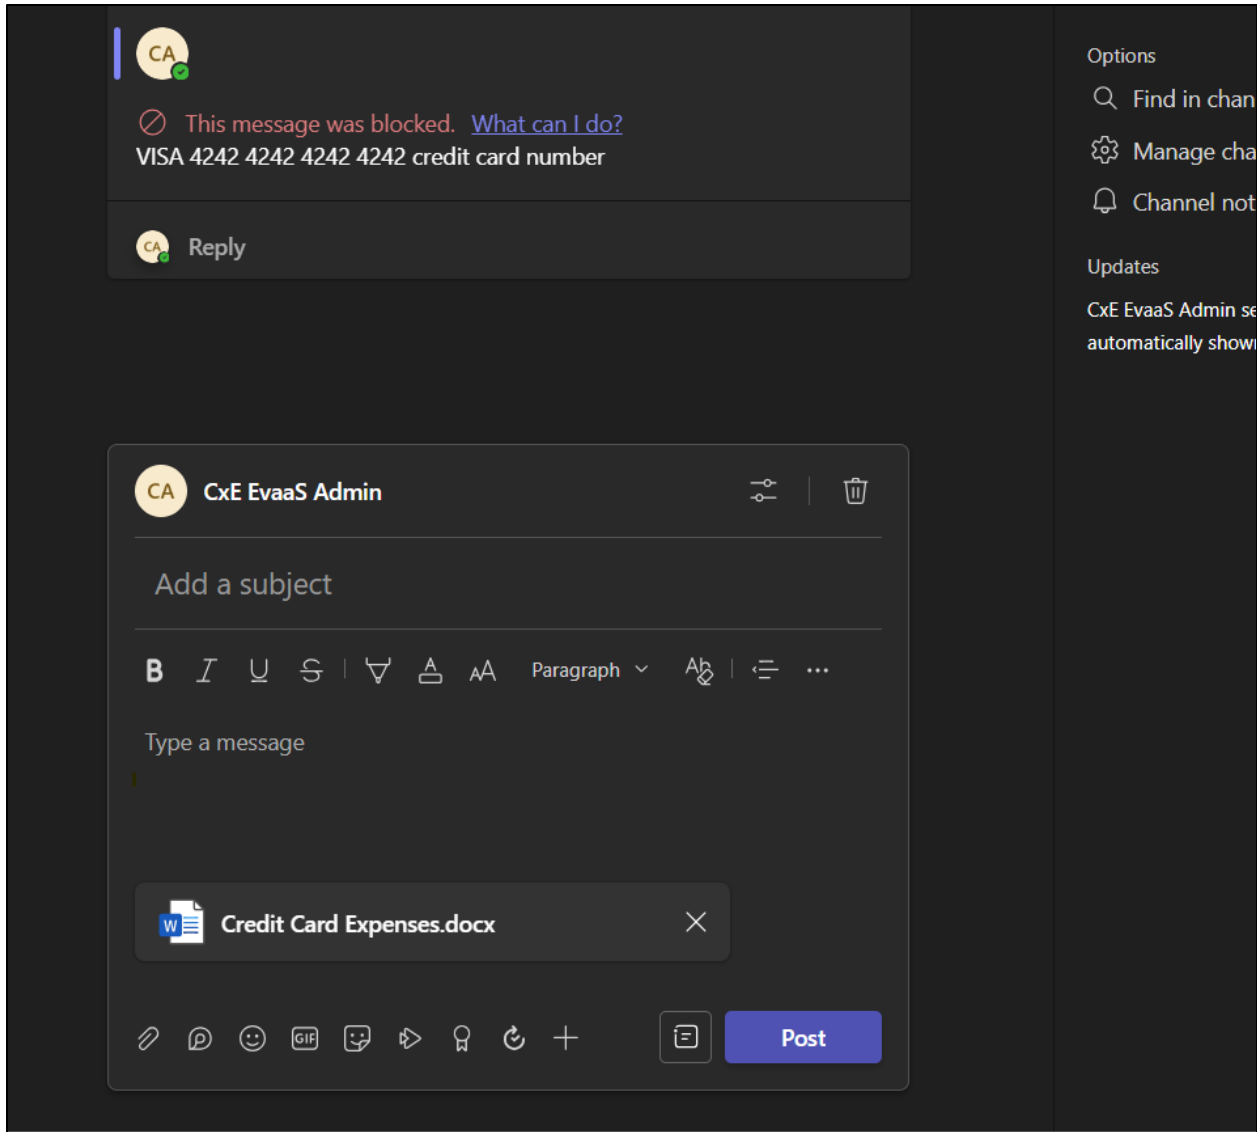 CA
This message was blocked. What can I do?
VISA 4242 4242 4242 4242 credit card number
CA Reply
CA CxE EvaaS Admin
Add a subject
B I U S A AA Paragraph Ab ...
Type a message
W Credit Card Expenses.docx
GIF Post
Options
Find in chan
Manage cha
Channel not
Updates
CxE EvaaS Admin se
automatically show